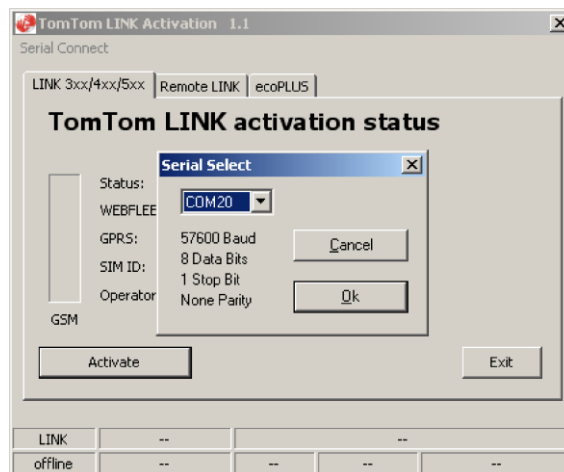 TomTom LINK Activation 1.1
Serial Connect
LINK 3xx/4xx/5xx Remote LINK ecoPLUS
TomTom LINK activation status
Serial Select
Status:
COM20
WEBFLEE
GPRS:
57600 Baud
Cancel
8 Data Bits
SIM ID:
1 Stop Bit
Operator
None Parity
Ok
GSM
Activate
Exit
LINK -- --
offline -- -- -- --